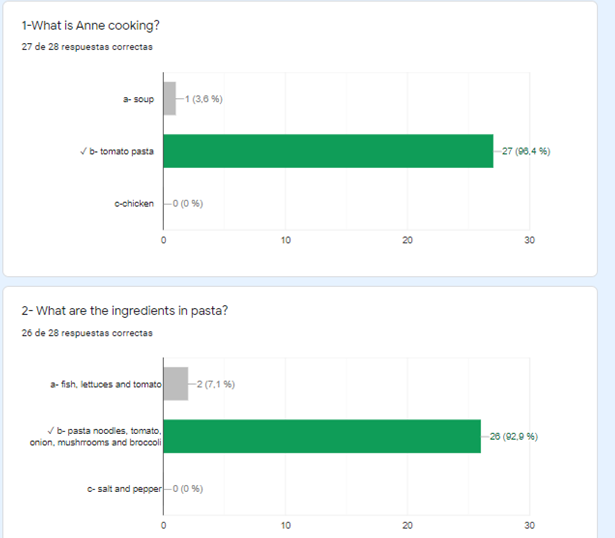 1-What is Anne cooking?
27 de 28 respuestas correctas
a- soup
1 (3,6 %)
✓ b- tomato pasta
27 (96,4 %)
c-chicken
0 (0 %)
0 10 20 30
2- What are the ingredients in pasta?
26 de 28 respuestas correctas
a- fish, lettuces and tomato
2 (7,1 %)
✓ b- pasta noodles, tomato,
onion, mushrrooms and broccoli
26 (92,9 %)
c- salt and pepper
0 (0 %)
0 10 20 30